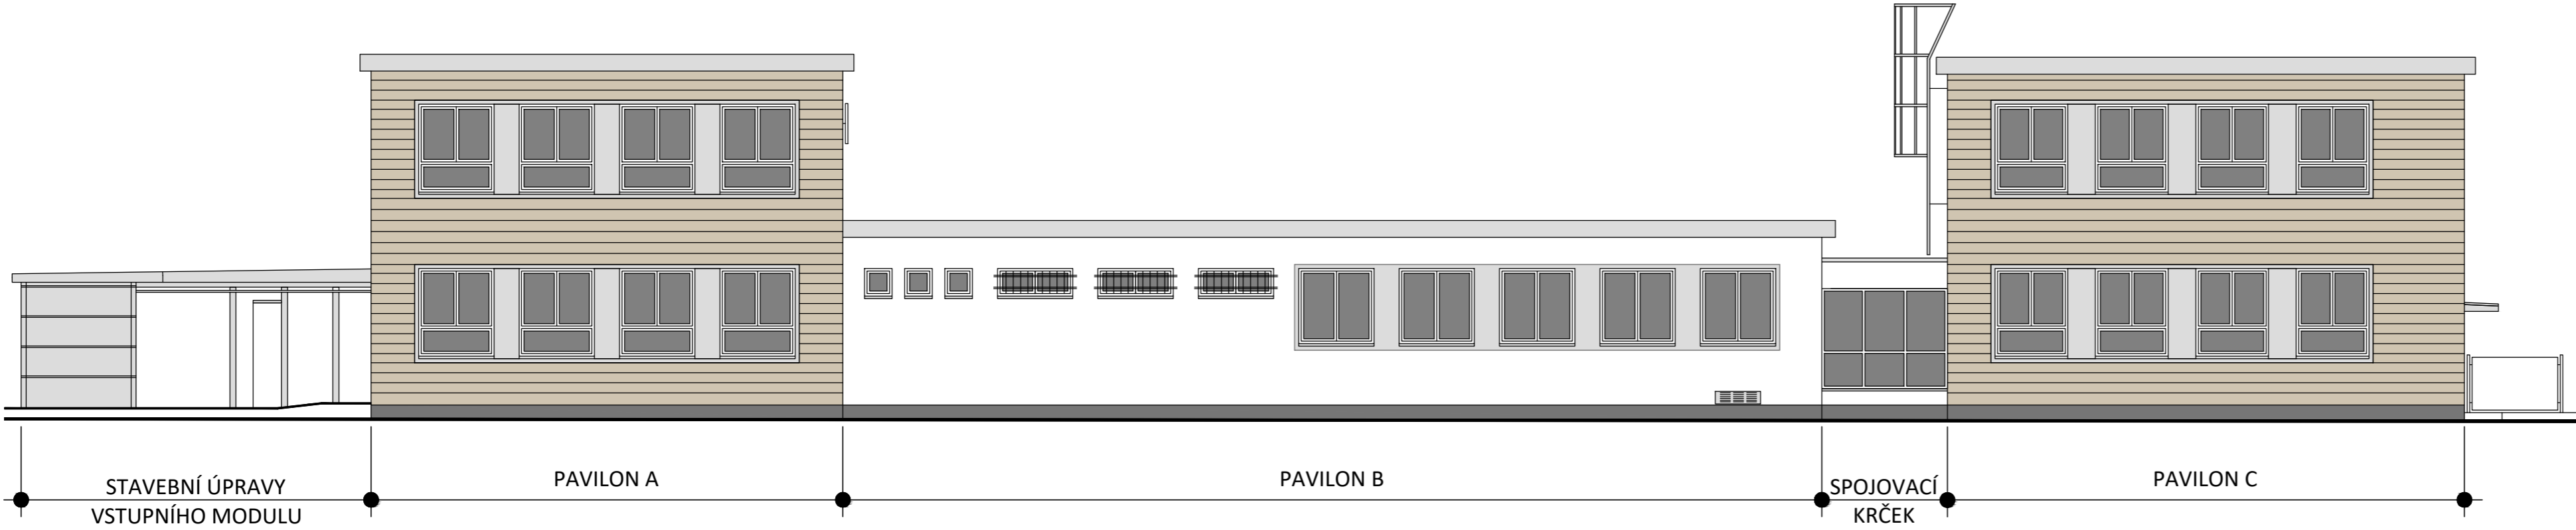 STAVEBNÍ ÚPRAVY
VSTUPNÍHO MODULU
PAVILON A
PAVILON B
SPOJOVACÍ
KRČEK
PAVILON C